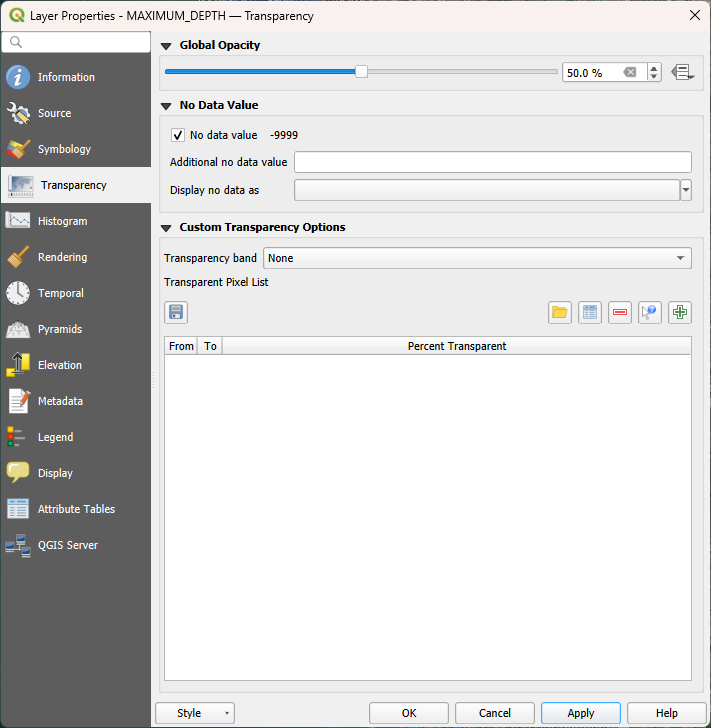 Layer Properties - MAXIMUM_DEPTH — Transparency
Information
Source
Symbology
Transparency
Histogram
Rendering
Temporal
Pyramids
Elevation
Metadata
Legend
Display
Attribute Tables
QGIS Server
Global Opacity
50.0 %
No Data Value
No data value -9999
Additional no data value
Display no data as
Custom Transparency Options
Transparency band None
Transparent Pixel List
From To Percent Transparent
Style OK Cancel Apply Help